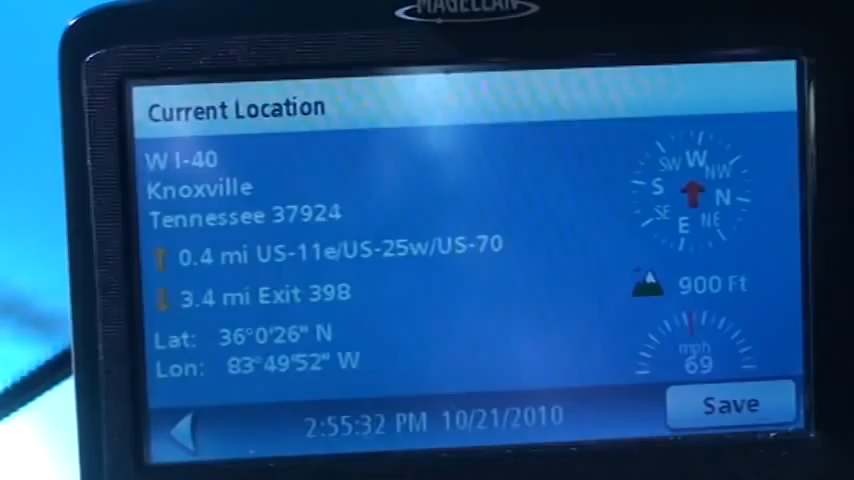 MAGELLAN
Current Location
W I-40
Knoxville
Tennessee 37924
0.4 mi US-11e/US-25w/US-70
3.4 mi Exit 398
Lat: 36°0'26" N
Lon: 83°49'52" W
SW W NW
S N
SE E NE
900 Ft
mph
69
2:55:32 PM 10/21/2010
Save